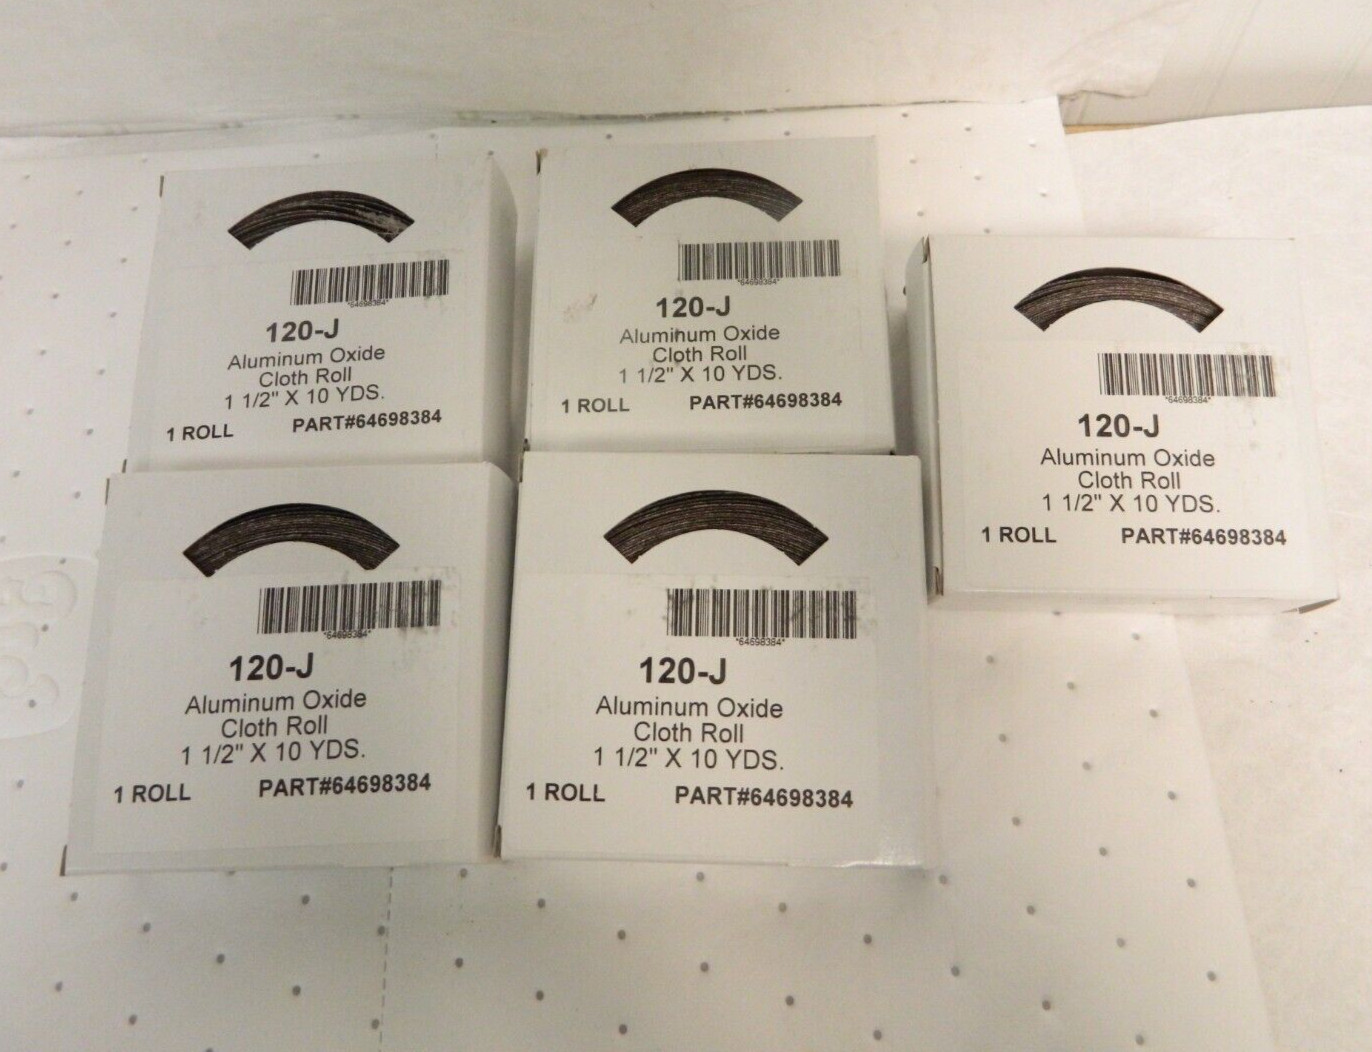 *64698384*
120-J
Aluminum Oxide
Cloth Roll
1 1/2" X 10 YDS.
1 ROLL PART#64698384
*64698384*
120-J
Aluminum Oxide
Cloth Roll
1 1/2" X 10 YDS.
1 ROLL PART#64698384
*64698384*
120-J
Aluminum Oxide
Cloth Roll
1 1/2" X 10 YDS.
1 ROLL PART#64698384
*64698384*
120-J
Aluminum Oxide
Cloth Roll
1 1/2" X 10 YDS.
1 ROLL PART#64698384
*64698384*
120-J
Aluminum Oxide
Cloth Roll
1 1/2" X 10 YDS.
1 ROLL PART#64698384